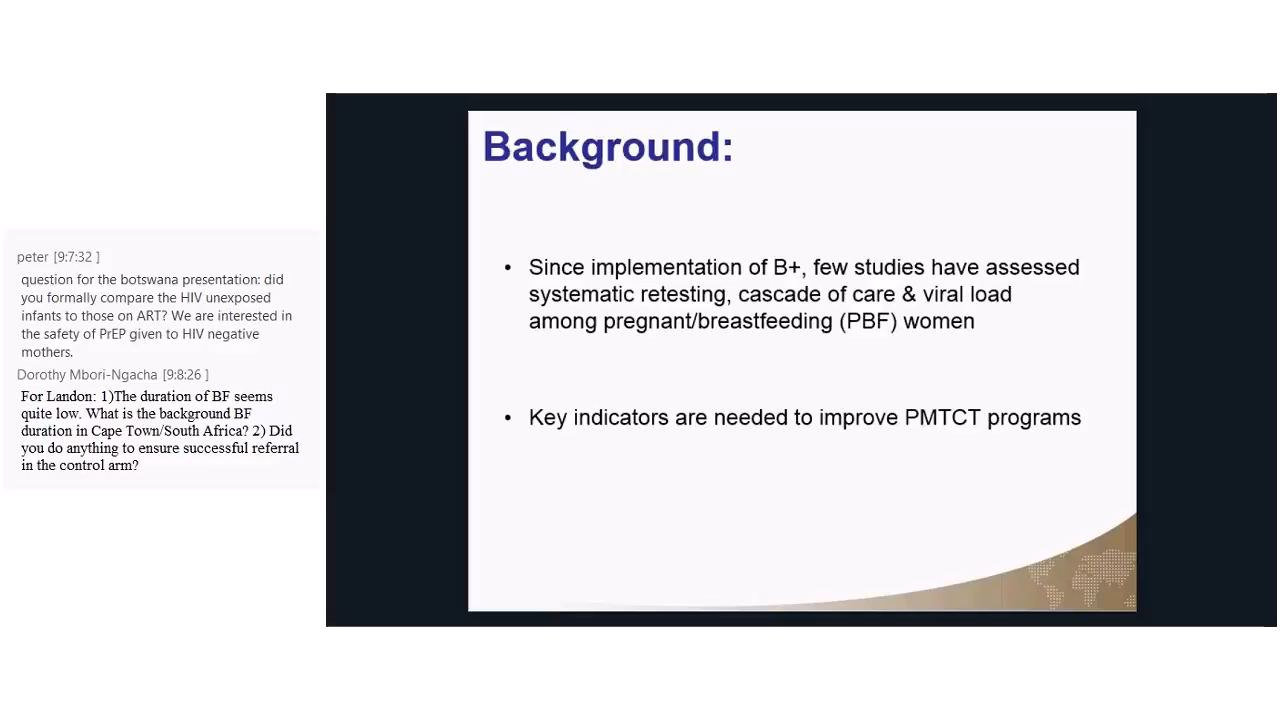 peter [9:7:32 ]
question for the botswana presentation: did
you formally compare the HIV unexposed
infants to those on ART? We are interested in
the safety of PrEP given to HIV negative
mothers.
Dorothy Mbori-Ngacha [9:8:26 ]
For Landon: 1)The duration of BF seems
quite low. What is the background BF
duration in Cape Town/South Africa? 2) Did
you do anything to ensure successful referral
in the control arm?
Background:
• Since implementation of B+, few studies have assessed
systematic retesting, cascade of care & viral load
among pregnant/breastfeeding (PBF) women
• Key indicators are needed to improve PMTCT programs